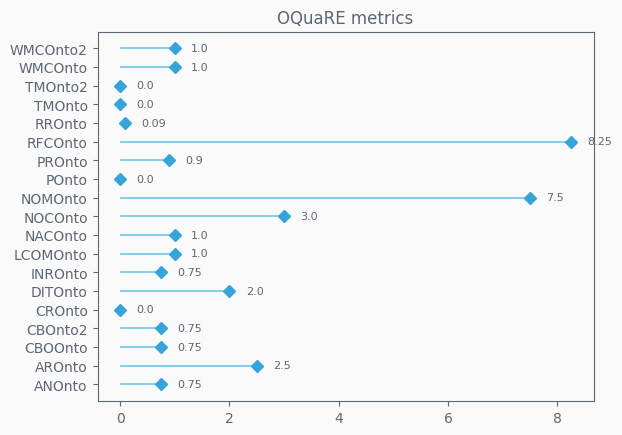 OQuaRE metrics
WMCOnto2 1.0
WMCOnto 1.0
TMOnto2 0.0
TMOnto 0.0
RROnto 0.09
RFCOnto 8.25
PROnto 0.9
POnto 0.0
NOMOnto 7.5
NOCOnto 3.0
NACOnto 1.0
LCOMOnto 1.0
INROnto 0.75
DITOnto 2.0
CROnto 0.0
CBOnto2 0.75
CBOOnto 0.75
AROnto 2.5
ANOnto 0.75
0 2 4 6 8